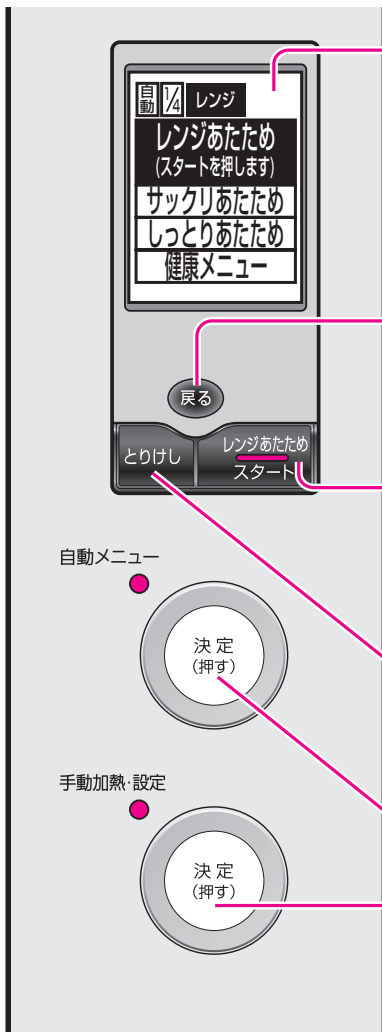 自動 1/4 レンジ
レンジあたため
(スタートを押します)
サックリあたため
しっとりあたため
健康メニュー
戻る
とりけし
レンジあたため
スタート
自動メニュー
決定
(押す)
手動加熱・設定
決定
(押す)